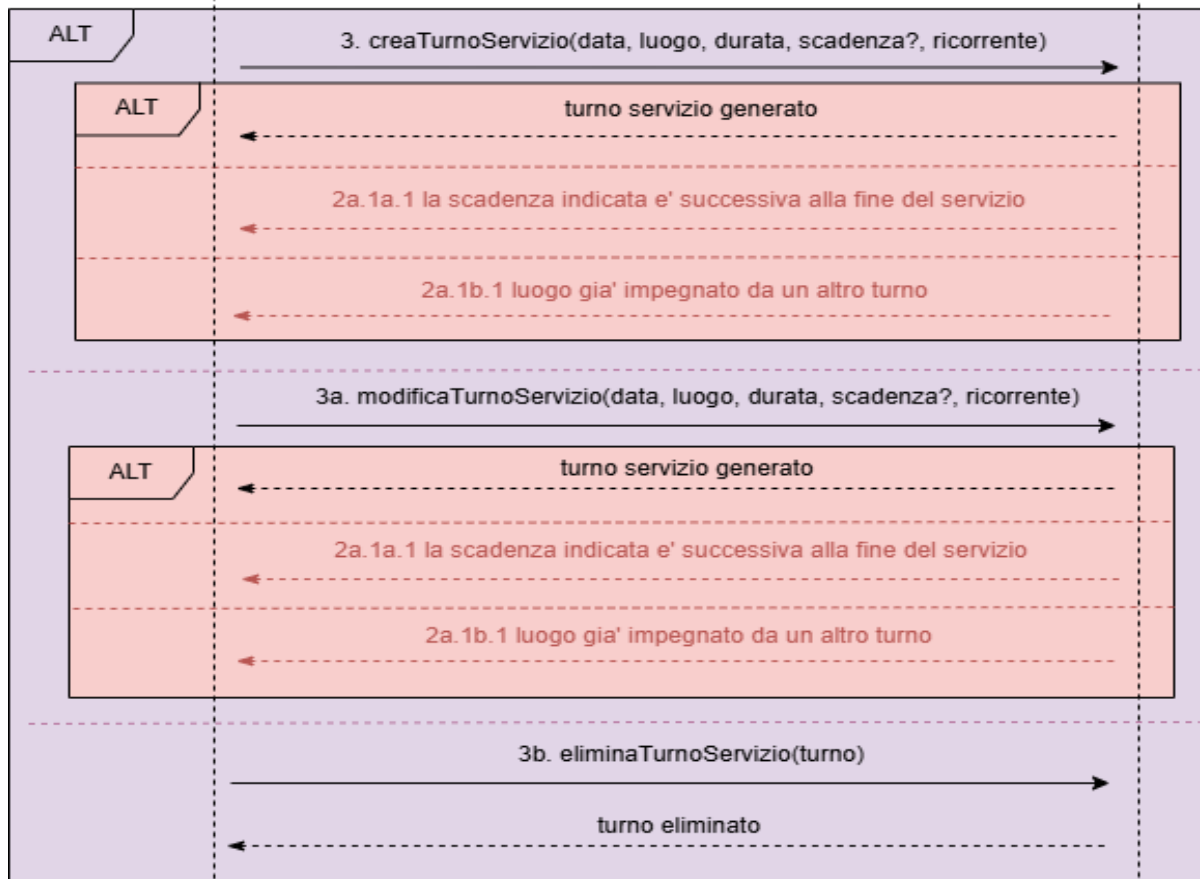 ALT
3. creaTurnoServizio(data, luogo, durata, scadenza?, ricorrente)
ALT
turno servizio generato
2a.1a.1 la scadenza indicata e' successiva alla fine del servizio
2a.1b.1 luogo gia' impegnato da un altro turno
3a. modificaTurnoServizio(data, luogo, durata, scadenza?, ricorrente)
ALT
turno servizio generato
2a.1a.1 la scadenza indicata e' successiva alla fine del servizio
2a.1b.1 luogo gia' impegnato da un altro turno
3b. eliminaTurnoServizio(turno)
turno eliminato